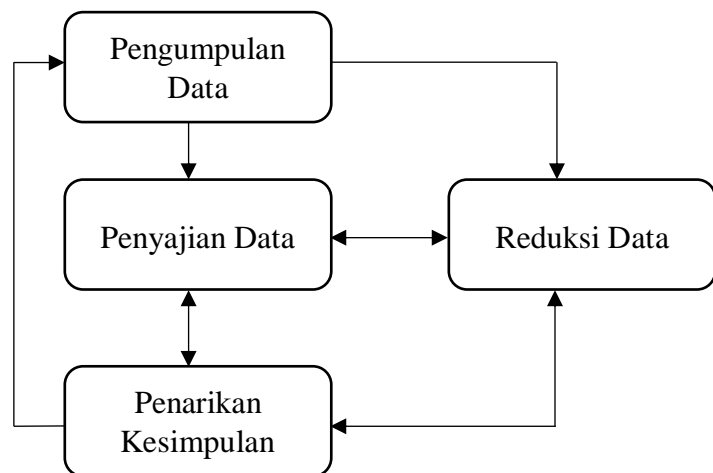 Pengumpulan
Data
Penyajian Data
Reduksi Data
Penarikan
Kesimpulan